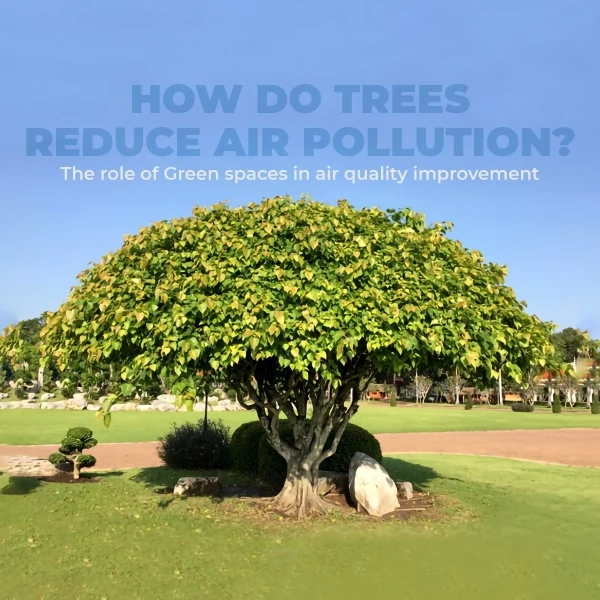 HOW DO TREES
REDUCE AIR POLLUTION?
The role of Green spaces in air quality improvement